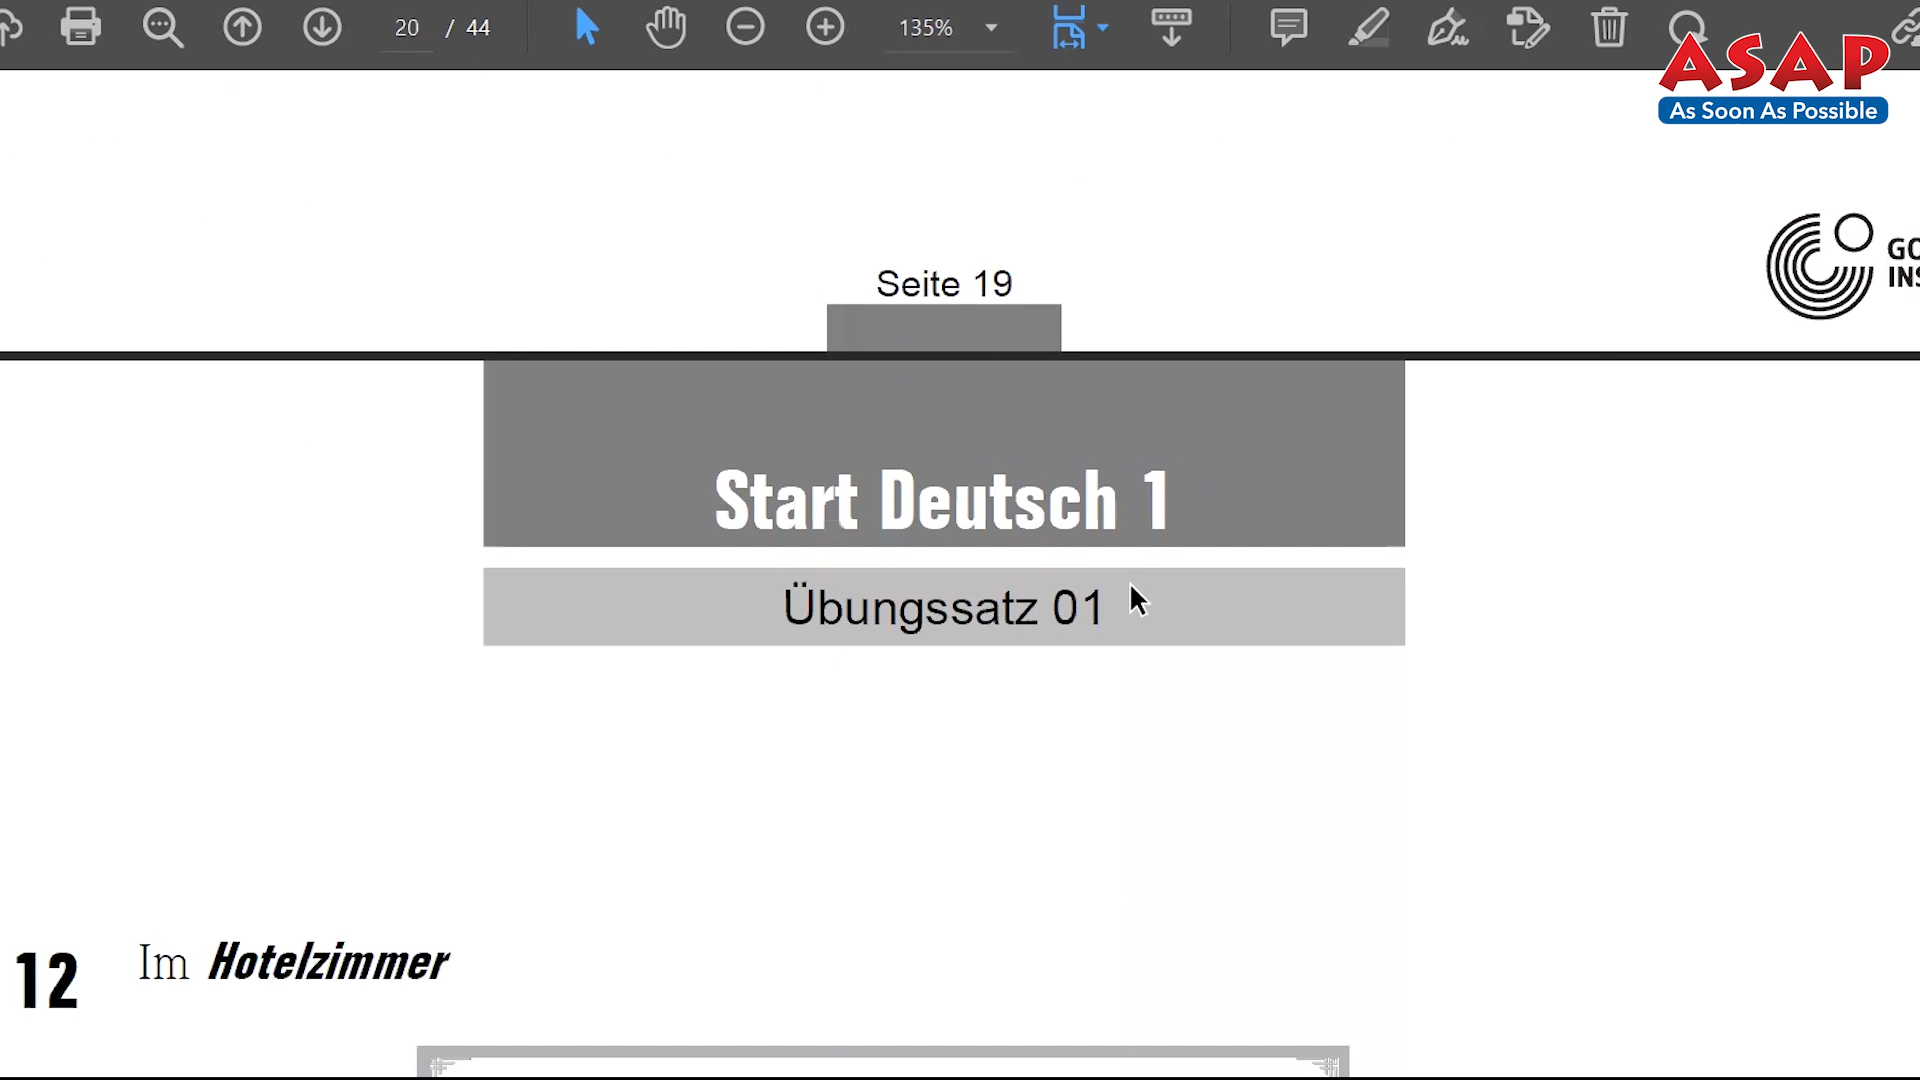 20 / 44 135%
ASAP
As Soon As Possible
Seite 19
Start Deutsch 1
Übungssatz 01
12 Im Hotelzimmer